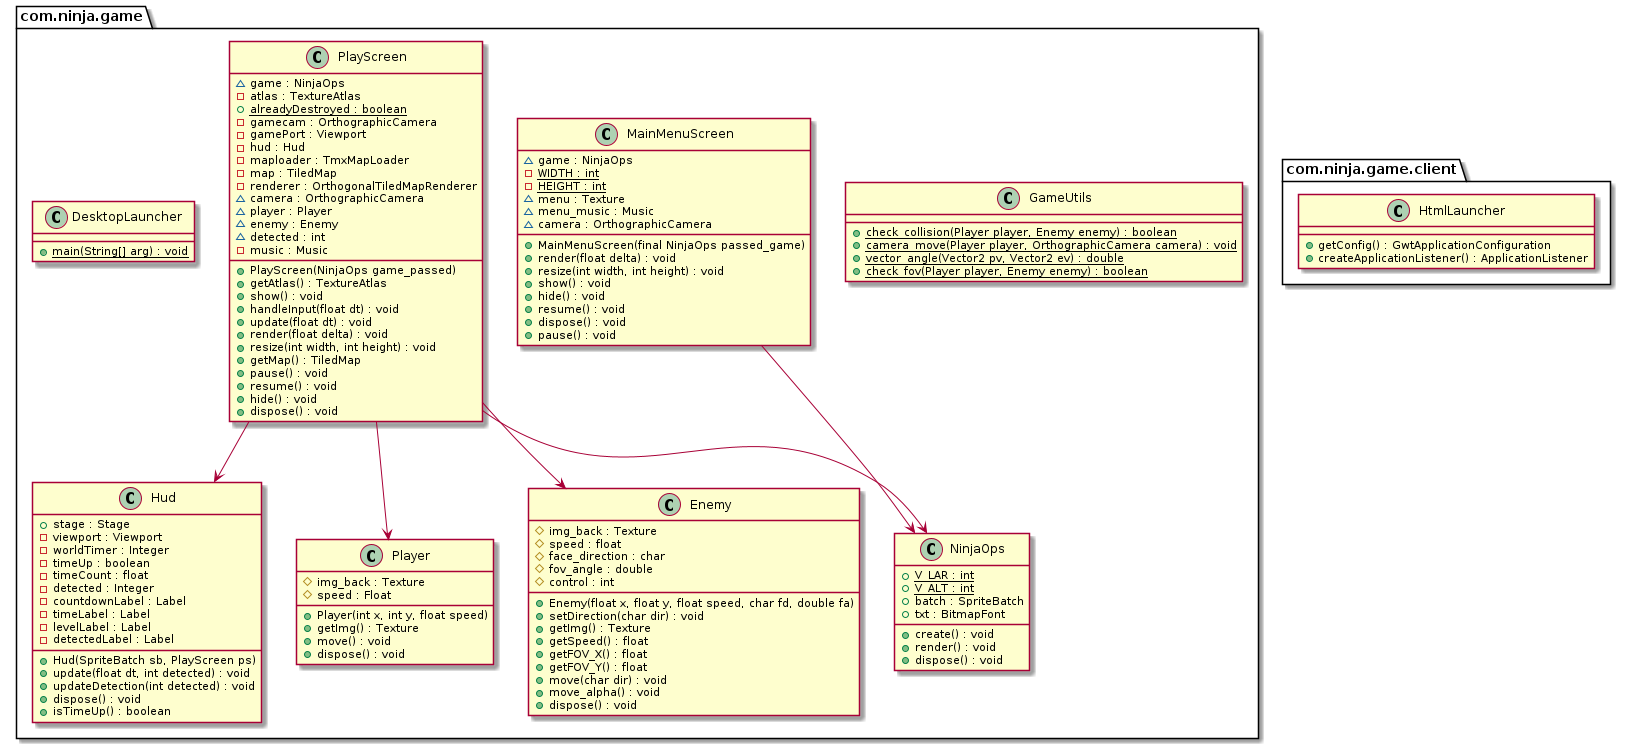 com.ninja.game
C PlayScreen
game : NinjaOps
atlas : TextureAtlas
alreadyDestroyed : boolean
gamecam : OrthographicCamera
gamePort : Viewport
hud : Hud
maploader : TmxMapLoader
map : TiledMap
renderer : OrthogonalTiledMapRenderer
camera : OrthographicCamera
player : Player
enemy : Enemy
detected : int
music : Music
PlayScreen(NinjaOps game_passed)
getAtlas() : TextureAtlas
show() : void
handleInput(float dt) : void
update(float dt) : void
render(float delta) : void
resize(int width, int height) : void
getMap() : TiledMap
pause() : void
resume() : void
hide() : void
dispose() : void
C MainMenuScreen
game : NinjaOps
WIDTH : int
HEIGHT : int
menu : Texture
menu_music : Music
camera : OrthographicCamera
MainMenuScreen(final NinjaOps passed_game)
render(float delta) : void
resize(int width, int height) : void
show() : void
hide() : void
resume() : void
dispose() : void
pause() : void
C GameUtils
check_collision(Player player, Enemy enemy) : boolean
camera_move(Player player, OrthographicCamera camera) : void
vector_angle(Vector2 pv, Vector2 ev) : double
check_fov(Player player, Enemy enemy) : boolean
C DesktopLauncher
main(String[] arg) : void
com.ninja.game.client
C HtmlLauncher
getConfig() : GwtApplicationConfiguration
createApplicationListener() : ApplicationListener
C Hud
stage : Stage
viewport : Viewport
worldTimer : Integer
timeUp : boolean
timeCount : float
detected : Integer
countdownLabel : Label
timeLabel : Label
levelLabel : Label
detectedLabel : Label
Hud(SpriteBatch sb, PlayScreen ps)
update(float dt, int detected) : void
updateDetection(int detected) : void
dispose() : void
isTimeUp() : boolean
C Player
img_back : Texture
speed : Float
Player(int x, int y, float speed)
getImg() : Texture
move() : void
dispose() : void
C Enemy
img_back : Texture
speed : float
face_direction : char
fov_angle : double
control : int
Enemy(float x, float y, float speed, char fd, double fa)
setDirection(char dir) : void
getImg() : Texture
getSpeed() : float
getFOV_X() : float
getFOV_Y() : float
move(char dir) : void
move_alpha() : void
dispose() : void
C NinjaOps
V_LAR : int
V_ALT : int
batch : SpriteBatch
txt : BitmapFont
create() : void
render() : void
dispose() : void